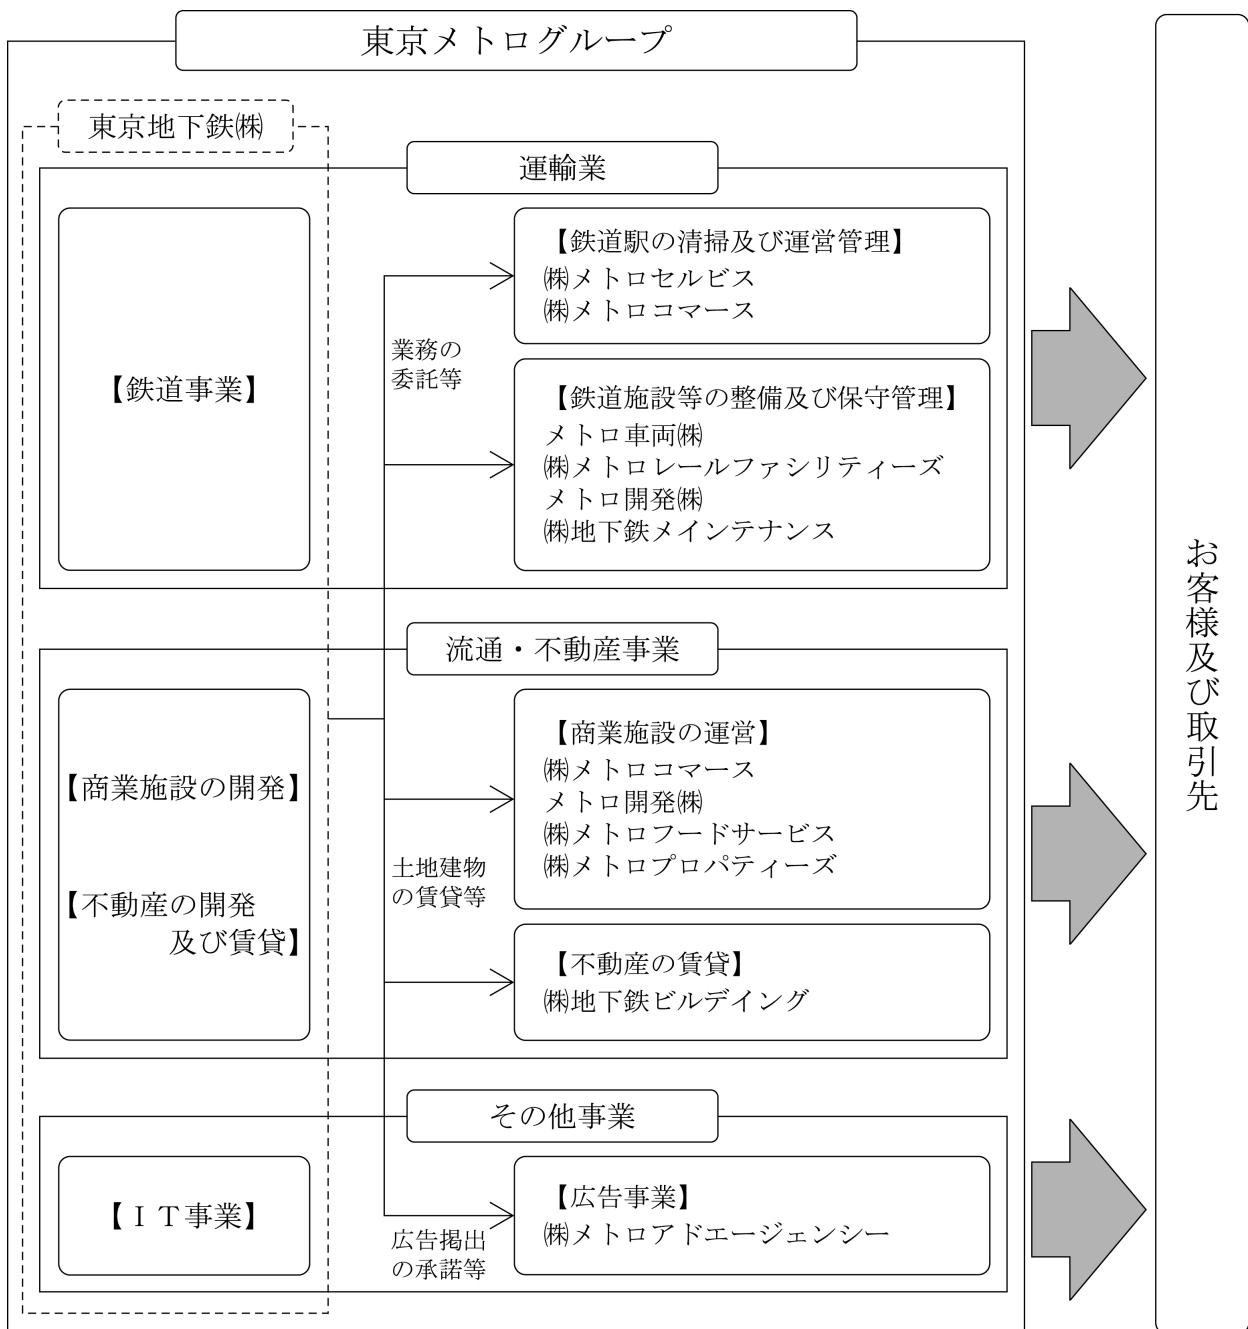 東京メトログループ
東京地下鉄㈱
運輸業
【鉄道事業】
業務の
委託等
【鉄道駅の清掃及び運営管理】
㈱メトロセルビス
㈱メトロコマース
【鉄道施設等の整備及び保守管理】
メトロ車両㈱
㈱メトロレールファシリティーズ
メトロ開発㈱
㈱地下鉄メインテナンス
流通・不動産事業
【商業施設の開発】
【不動産の開発
及び賃貸】
土地建物
の賃貸等
【商業施設の運営】
㈱メトロコマース
メトロ開発㈱
㈱メトロフードサービス
㈱メトロプロパティーズ
【不動産の賃貸】
㈱地下鉄ビルデイング
その他事業
【ＩＴ事業】
広告掲出
の承諾等
【広告事業】
㈱メトロアドエージェンシー
お客様及び取引先